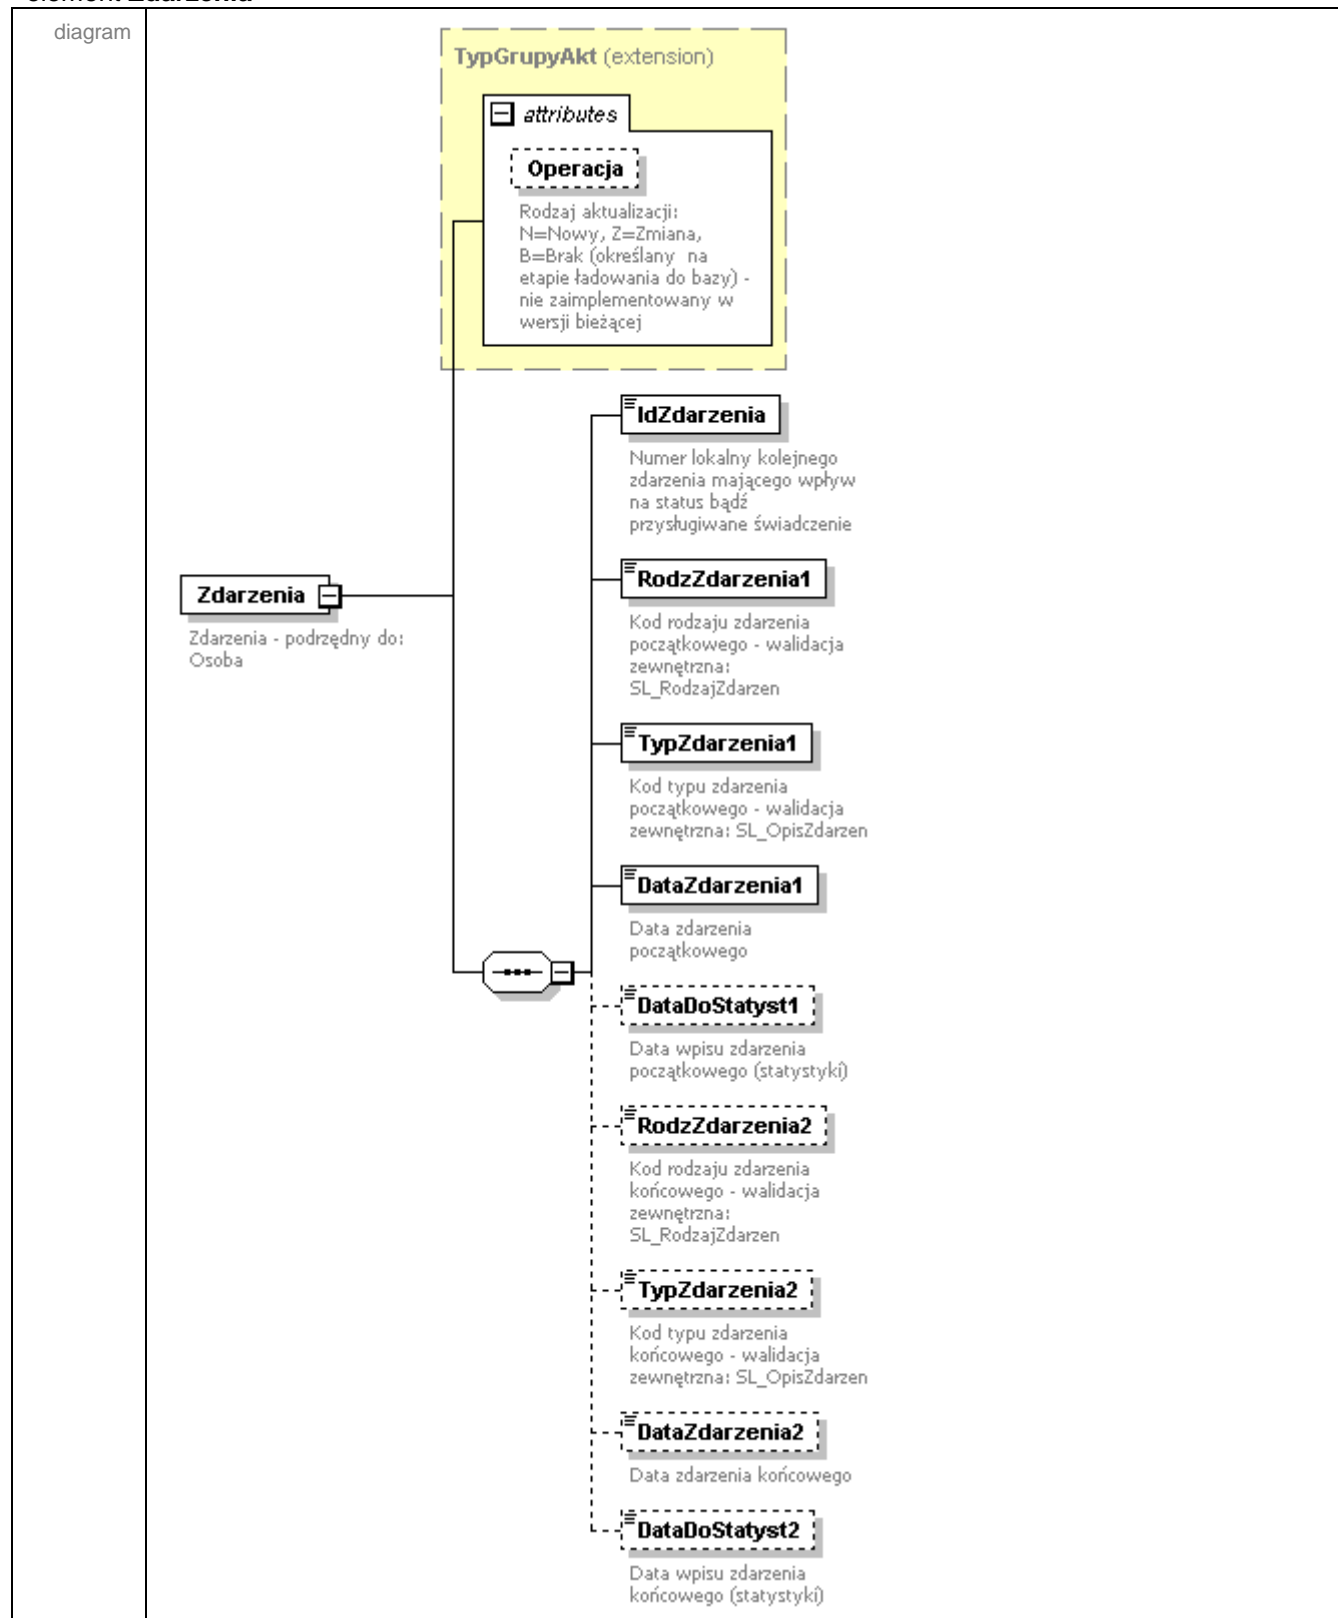 element Zdarzenia
diagram
TypGrupyAkt (extension)
attributes
Operacja
Rodzaj aktualizacji:
N=Nowy, Z=Zmiana,
B=Brak (określany na
etapie ładowania do bazy) -
nie zaimplementowany w
wersji bieżącej
IdZdarzenia
Numer lokalny kolejnego
zdarzenia mającego wpływ
na status bądź
przysługiwane świadczenie
RodzZdarzenia1
Kod rodzaju zdarzenia
początkowego - walidacja
zewnętrzna:
SL_RodzajZdarzen
Zdarzenia
Zdarzenia - podrzędny do:
Osoba
TypZdarzenia1
Kod typu zdarzenia
początkowego - walidacja
zewnętrzna: SL_OpisZdarzen
DataZdarzenia1
Data zdarzenia
początkowego
DataDoStatyst1
Data wpisu zdarzenia
początkowego (statystyki)
RodzZdarzenia2
Kod rodzaju zdarzenia
końcowego - walidacja
zewnętrzna:
SL_RodzajZdarzen
TypZdarzenia2
Kod typu zdarzenia
końcowego - walidacja
zewnętrzna: SL_OpisZdarzen
DataZdarzenia2
Data zdarzenia końcowego
DataDoStatyst2
Data wpisu zdarzenia
końcowego (statystyki)